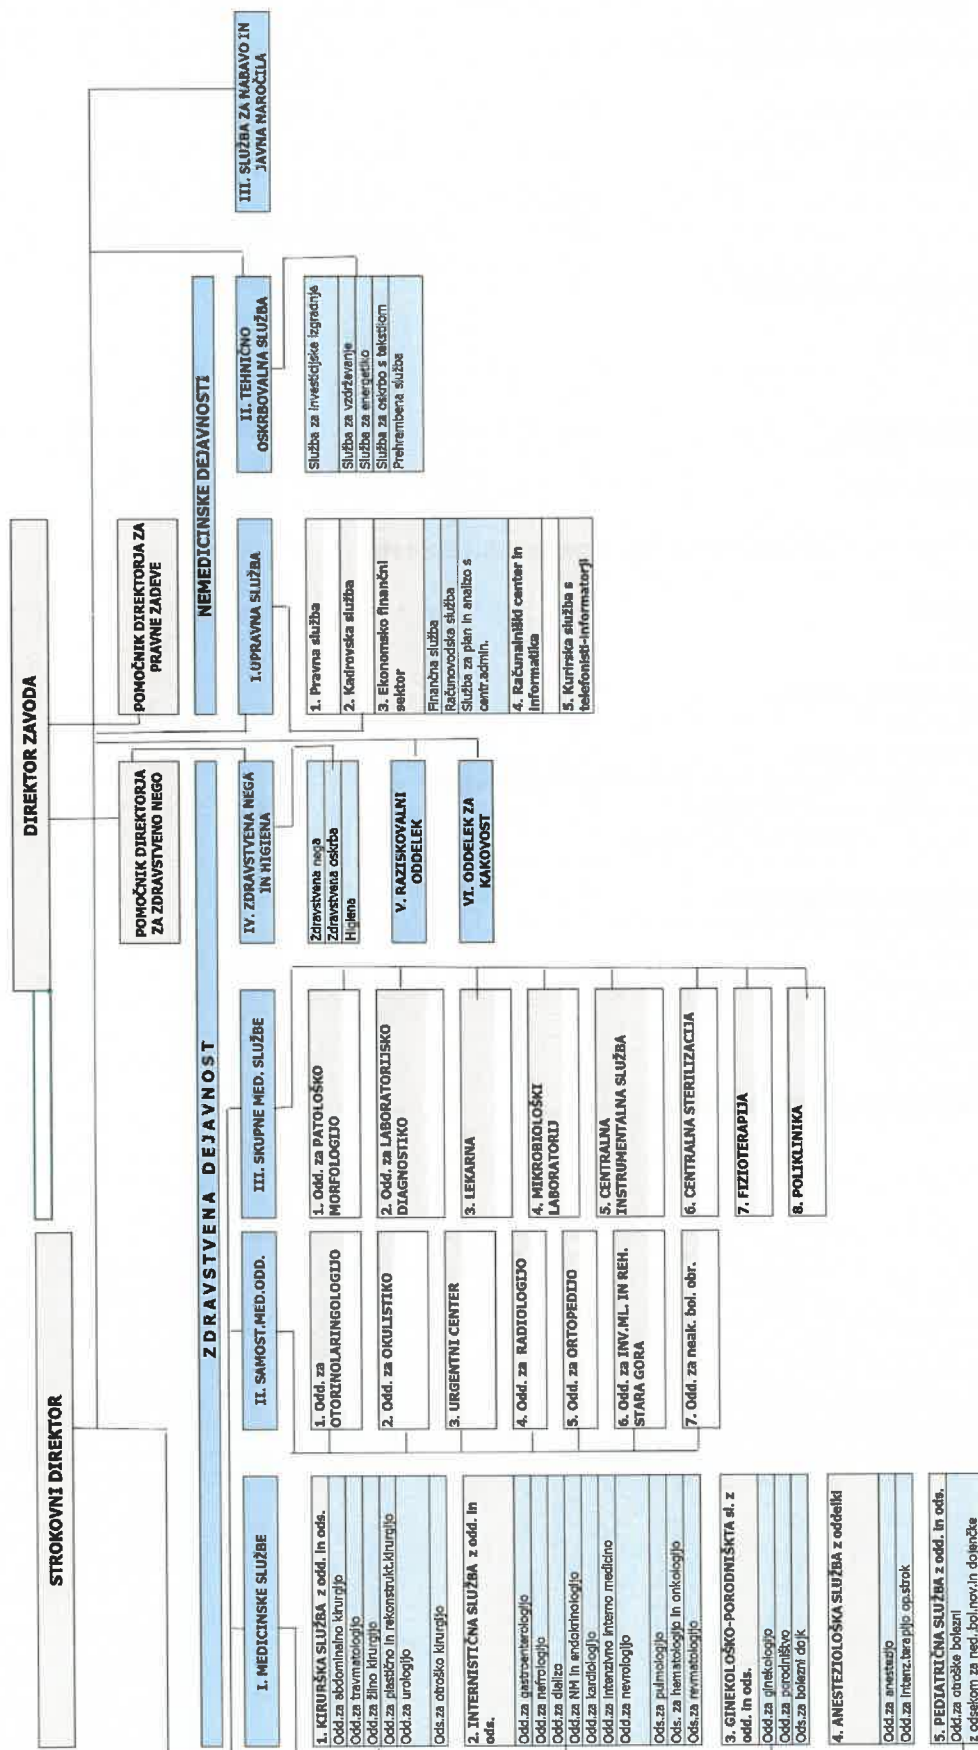 DIREKTOR ZAVODA
STROKOVNI DIREKTOR
POMOČNIK DIREKTORJA
ZA ZDRAVSTVENO NEGO
POMOČNIK DIREKTORJA ZA
PRAVNE ZADEVE
ZDRAVSTVENA DEJAVNOST
NEMEDICINSKE DEJAVNOSTI
I. MEDICINSKE SLUŽBE
II. SAMOST.MED.ODD.
III. SKUPNE MED. SLUŽBE
IV. ZDRAVSTVENA NEGA
IN HIGIENA
I.UPRAVNA SLUŽBA
II. TEHNIČNO
OSKRBOVALNA SLUŽBA
III. SLUŽBA ZA NABAVO IN
JAVNA NAROČILA
1. KIRURŠKA SLUŽBA z odd. in ods.
Odd.za abdominalno kirurgijo
Odd.za travmatologijo
Odd.za žilno kirurgijo
Odd.za plastično in rekonstrukt.kirurgijo
Odd.za urologijo
Ods.za otroško kirurgijo
2. INTERNISTIČNA SLUŽBA z odd. in
ods.
Odd.za gastroenterologijo
Odd.za nefrologijo
Odd.za dializo
Odd.za NM in endokrinologijo
Odd.za kardiologijo
Odd.za intenzivno interno medicino
Odd.za nevrologijo
Ods.za pulmologijo
Ods. za hematologijo in onkologijo
Ods.za revmatologijo
3. GINEKOLOŠKO-PORODNIŠKTA sl. z
odd. in ods.
Odd.za ginekologijo
Odd.za porodništvo
Ods.za bolezni dojk
4. ANESTEZIOLOŠKA SLUŽBA z oddelki
Odd.za anestezijo
Odd.za intenz.terapijo op.strok
5. PEDIATRIČNA SLUŽBA z odd. in ods.
Odd.za otroške bolezni
z odsekom za ned.,bol.nov.in dojenčke
1. Odd. za
OTORINOLARINGOLOGIJO
2. Odd. za OKULISTIKO
3. URGENTNI CENTER
4. Odd. za RADIOLOGIJO
5. Odd. za ORTOPEDIJO
6. Odd. za INV.ML. IN REH.
STARA GORA
7. Odd. za neak. bol. obr.
1. Odd. za PATOLOŠKO
MORFOLOGIJO
2. Odd. za LABORATORIJSKO
DIAGNOSTIKO
3. LEKARNA
4. MIKROBIOLOŠKI
LABORATORIJ
5. CENTRALNA
INSTRUMENTALNA SLUŽBA
6. CENTRALNA STERILIZACIJA
7. FIZIOTERAPIJA
8. POLIKLINIKA
Zdravstvena nega
Zdravstvena oskrba
Higiena
V. RAZISKOVALNI
ODDELEK
VI. ODDELEK ZA
KAKOVOST
1. Pravna služba
2. Kadrovska služba
3. Ekonomsko finančni
sektor
Finančna služba
Računovodska služba
Služba za plan in analizo s
centr.admin.
4. Računalniški center in
informatika
5. Kurirska služba s
telefonisti-informatorji
Služba za investicijske izgradnje
Služba za vzdrževanje
Služba za energetiko
Služba za oskrbo s tekstilom
Prehrambena služba